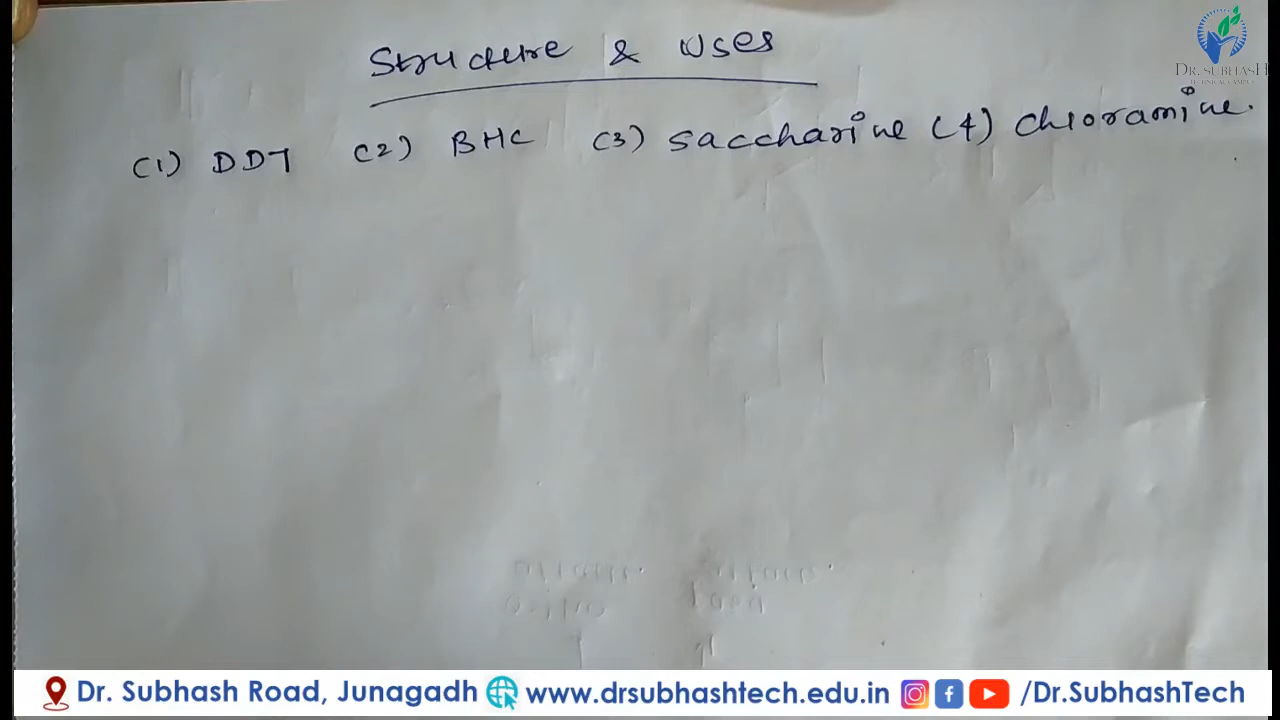 Structure & Uses
(1) DDT (2) BHC (3) Saccharine (4) Chloramine.
DR. SUBHASH
Dr. Subhash Road, Junagadh www.drsubhashtech.edu.in /Dr.SubhashTech